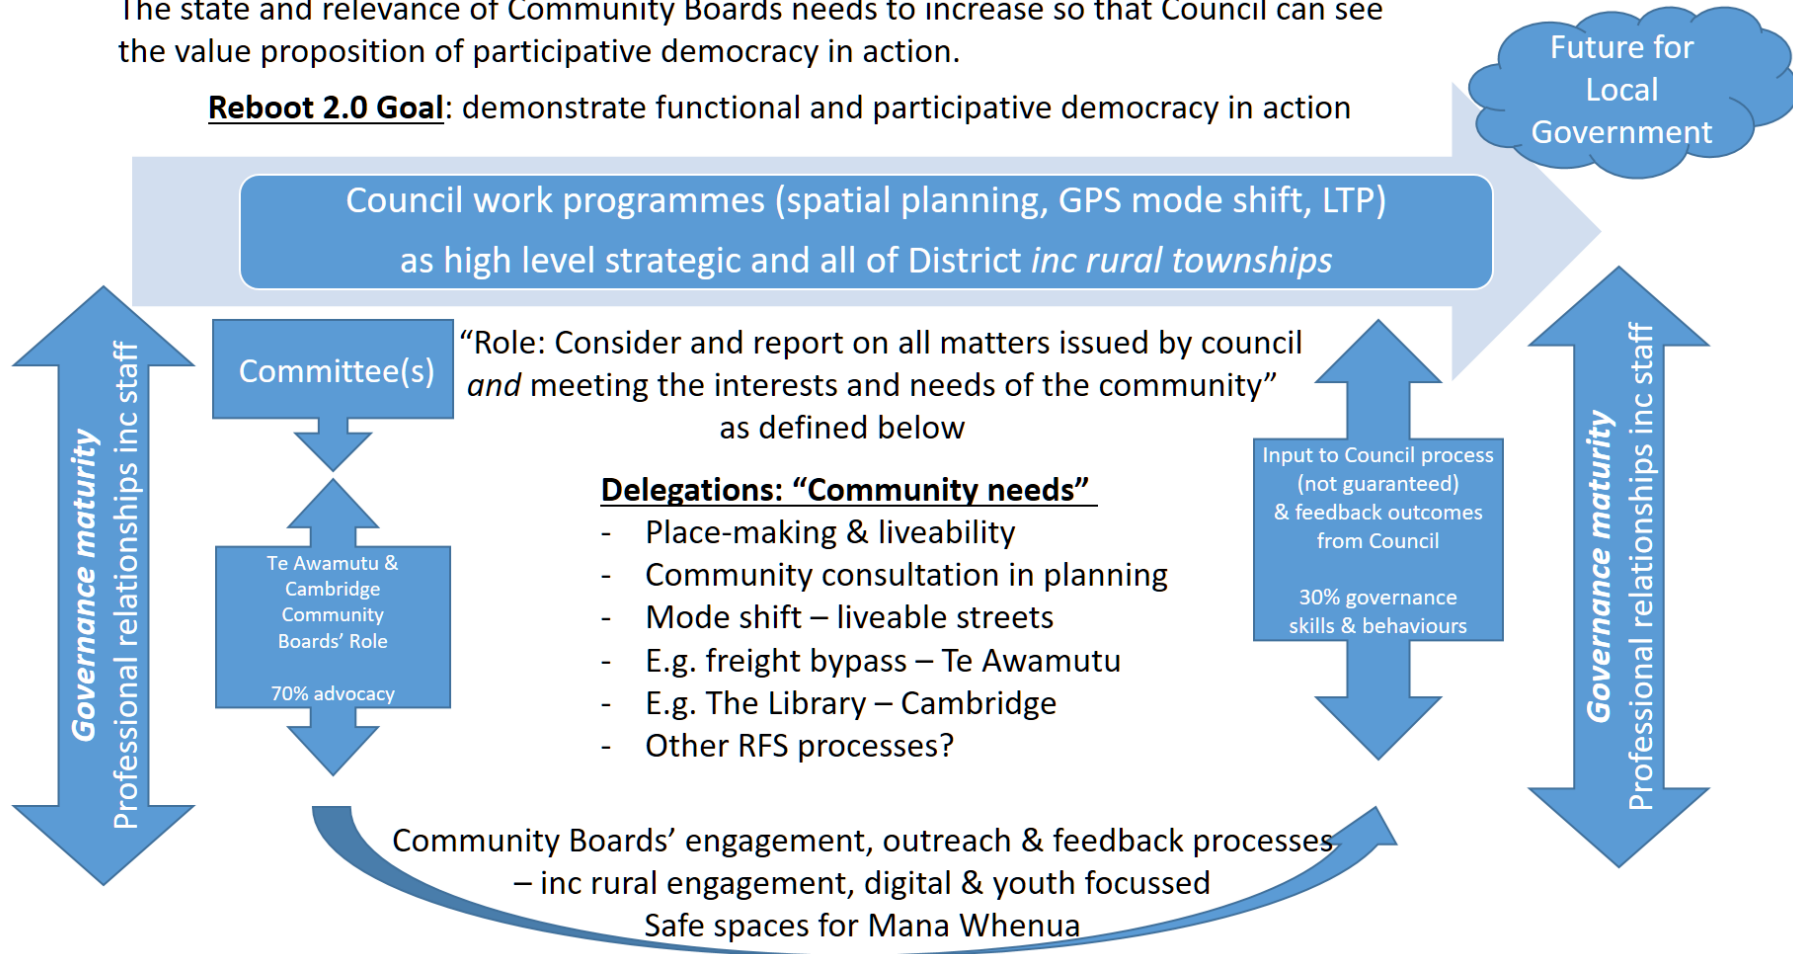 The state and relevance of Community Boards needs to increase so that Council can see
the value proposition of participative democracy in action.
Reboot 2.0 Goal: demonstrate functional and participative democracy in action
Future for
Local
Government
Council work programmes (spatial planning, GPS mode shift, LTP)
as high level strategic and all of District inc rural townships
Governance maturity
Professional relationships inc staff
Committee(s)
“Role: Consider and report on all matters issued by council
and meeting the interests and needs of the community”
as defined below
Te Awamutu &
Cambridge
Community
Boards’ Role
70% advocacy
Delegations: “Community needs”
- Place-making & liveability
- Community consultation in planning
- Mode shift – liveable streets
- E.g. freight bypass – Te Awamutu
- E.g. The Library – Cambridge
- Other RFS processes?
Input to Council process
(not guaranteed)
& feedback outcomes
from Council
30% governance
skills & behaviours
Governance maturity
Professional relationships inc staff
Community Boards’ engagement, outreach & feedback processes
– inc rural engagement, digital & youth focussed
Safe spaces for Mana Whenua